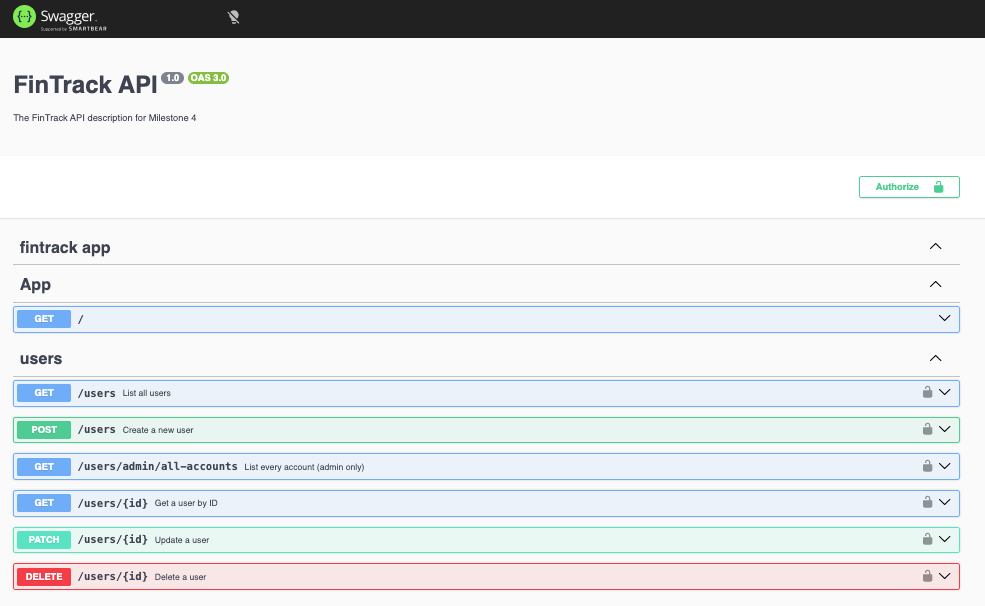 Swagger.
Supported by SMARTBEAR
FinTrack API 1.0 OAS 3.0
The FinTrack API description for Milestone 4
Authorize
fintrack app
App
GET /
users
GET /users List all users
POST /users Create a new user
GET /users/admin/all-accounts List every account (admin only)
GET /users/{id} Get a user by ID
PATCH /users/{id} Update a user
DELETE /users/{id} Delete a user